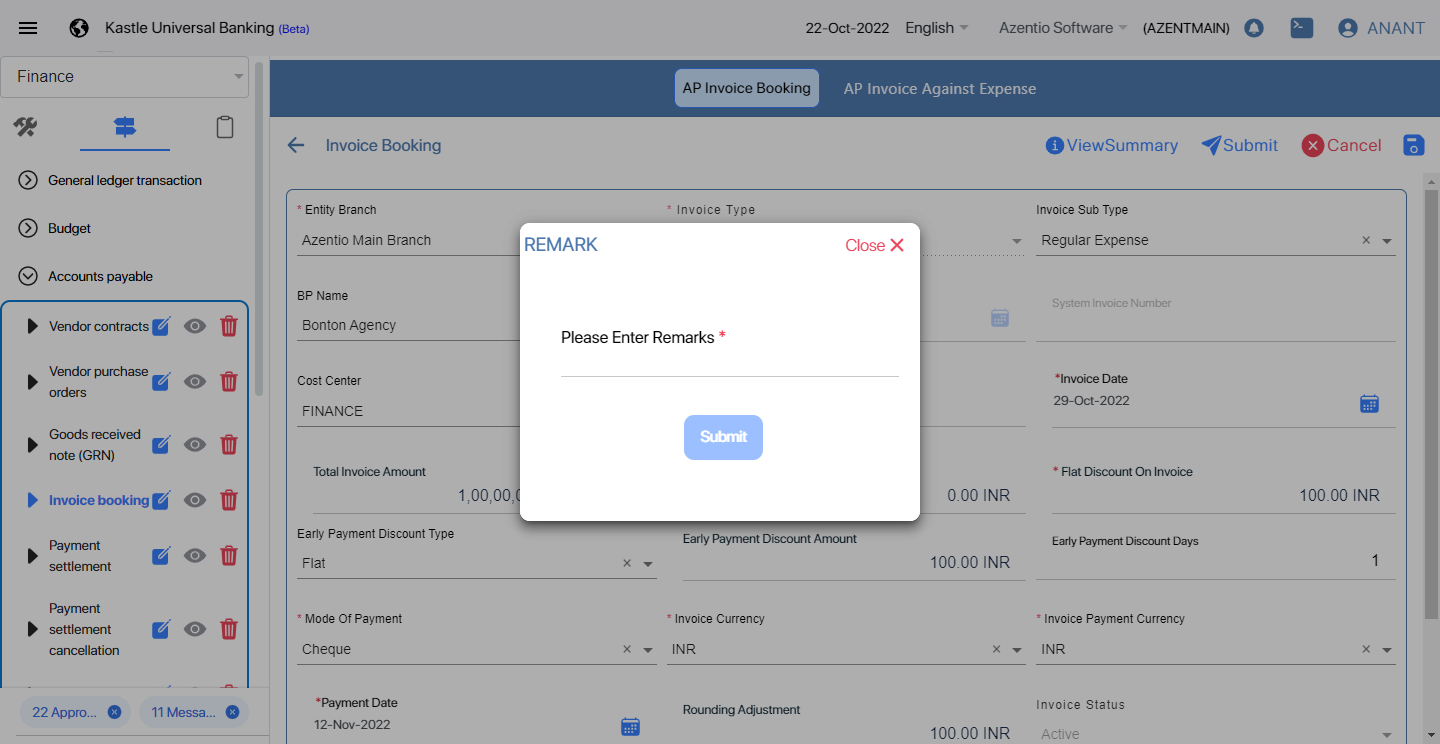 Kastle Universal Banking (Beta)
22-Oct-2022 English Azentio Software (AZENTMAIN) ANANT
Finance
AP Invoice Booking AP Invoice Against Expense
Invoice Booking ViewSummary Submit Cancel
General ledger transaction
Budget
Accounts payable
Vendor contracts
Vendor purchase
orders
Goods received
note (GRN)
Invoice booking
Payment
settlement
Payment
settlement
cancellation
22 Appro... 11 Messa...
* Entity Branch * Invoice Type Invoice Sub Type
Azentio Main Branch Regular Expense
BP Name System Invoice Number
Bonton Agency
Cost Center *Invoice Date
FINANCE 29-Oct-2022
REMARK Close
Please Enter Remarks *
Submit
Total Invoice Amount * Flat Discount On Invoice
1,00,00,0 0.00 INR 100.00 INR
Early Payment Discount Type Early Payment Discount Amount Early Payment Discount Days
Flat 100.00 INR 1
* Mode Of Payment * Invoice Currency * Invoice Payment Currency
Cheque INR INR
*Payment Date Rounding Adjustment Invoice Status
12-Nov-2022 100.00 INR Active